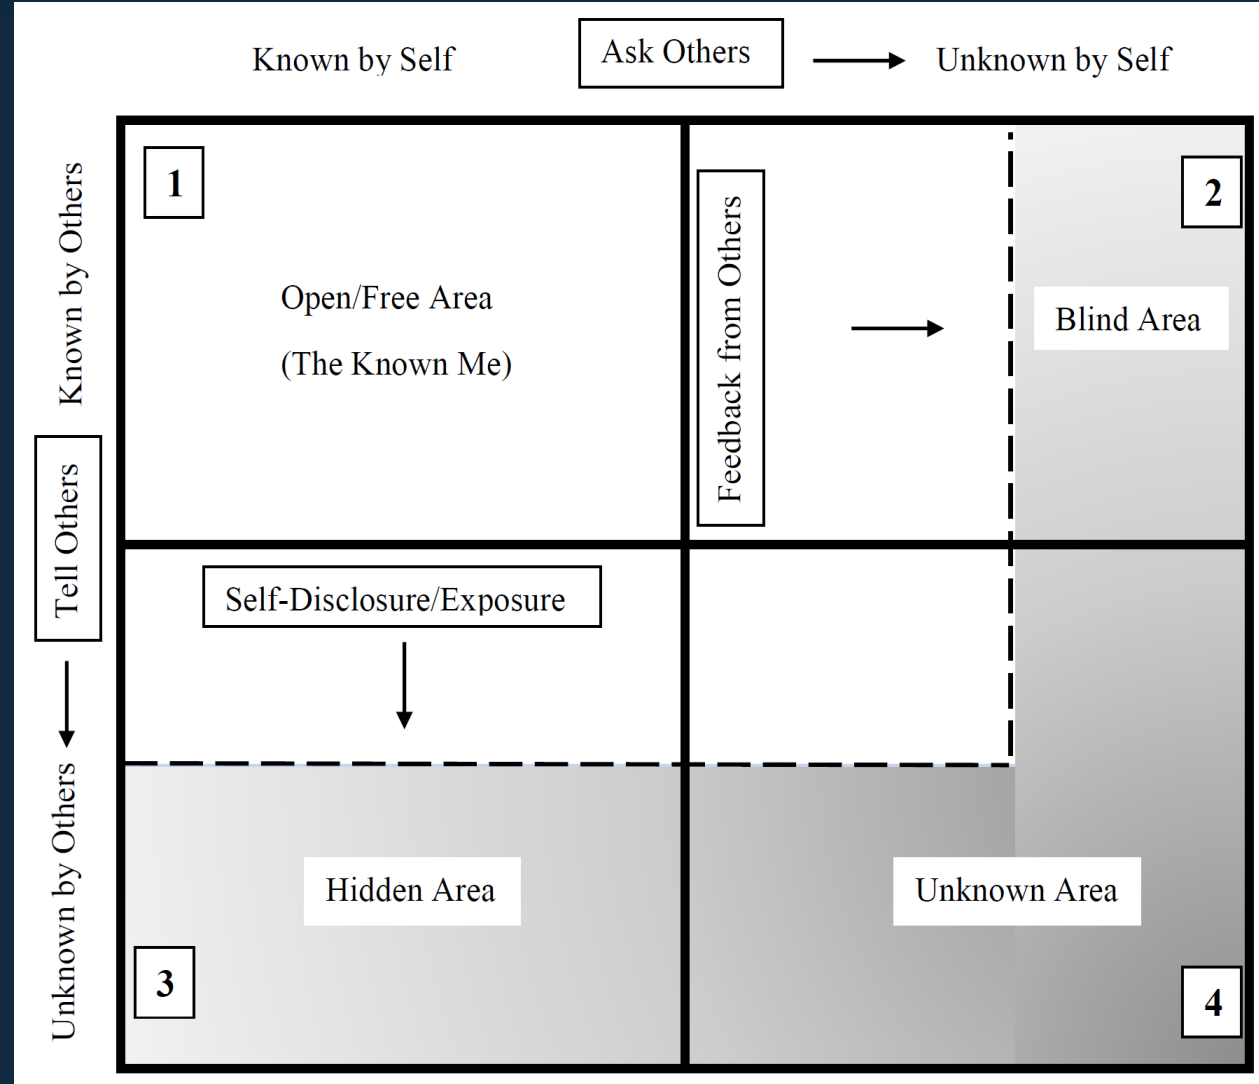 Known by Self
Ask Others
Unknown by Self
Known by Others
1
2
Feedback from Others
Open/Free Area
(The Known Me)
Blind Area
Tell Others
Self-Disclosure/Exposure
Unknown by Others
Hidden Area
Unknown Area
3
4